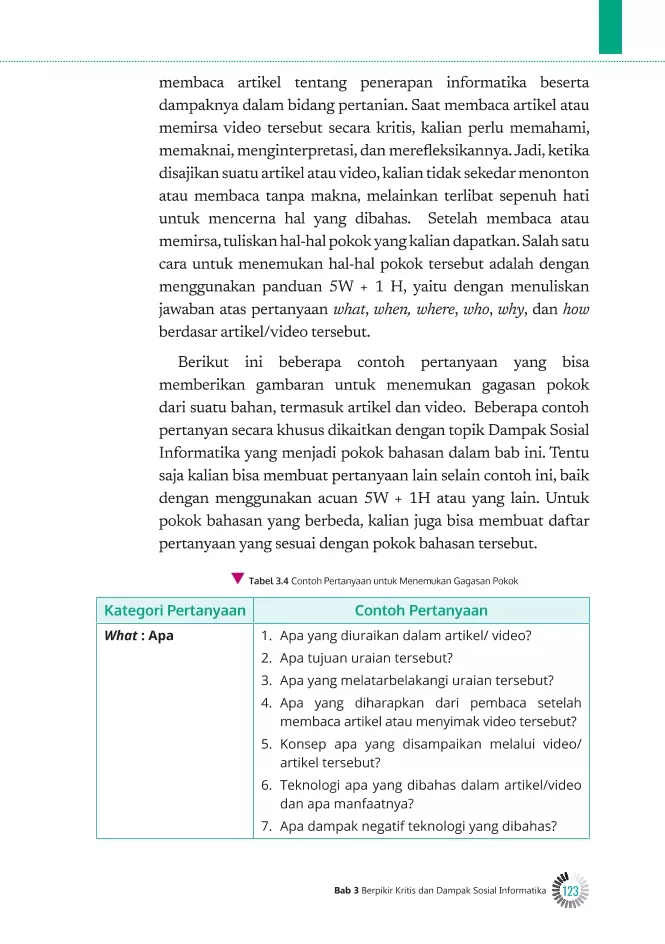 membaca artikel tentang penerapan informatika beserta
dampaknya dalam bidang pertanian. Saat membaca artikel atau
memirsa video tersebut secara kritis, kalian perlu memahami,
memaknai, menginterpretasi, dan merefleksikannya. Jadi, ketika
disajikan suatu artikel atau video, kalian tidak sekedar menonton
atau membaca tanpa makna, melainkan terlibat sepenuh hati
untuk mencerna hal yang dibahas. Setelah membaca atau
memirsa, tuliskan hal-hal pokok yang kalian dapatkan. Salah satu
cara untuk menemukan hal-hal pokok tersebut adalah dengan
menggunakan panduan 5W + 1 H, yaitu dengan menuliskan
jawaban atas pertanyaan what, when, where, who, why, dan how
berdasar artikel/video tersebut.
Berikut ini beberapa contoh pertanyaan yang bisa
memberikan gambaran untuk menemukan gagasan pokok
dari suatu bahan, termasuk artikel dan video. Beberapa contoh
pertanyan secara khusus dikaitkan dengan topik Dampak Sosial
Informatika yang menjadi pokok bahasan dalam bab ini. Tentu
saja kalian bisa membuat pertanyaan lain selain contoh ini, baik
dengan menggunakan acuan 5W + 1H atau yang lain. Untuk
pokok bahasan yang berbeda, kalian juga bisa membuat daftar
pertanyaan yang sesuai dengan pokok bahasan tersebut.
Tabel 3.4 Contoh Pertanyaan untuk Menemukan Gagasan Pokok
Kategori Pertanyaan
Contoh Pertanyaan
What : Apa
1. Apa yang diuraikan dalam artikel/ video?
2. Apa tujuan uraian tersebut?
3. Apa yang melatarbelakangi uraian tersebut?
4. Apa yang diharapkan dari pembaca setelah
membaca artikel atau menyimak video tersebut?
5. Konsep apa yang disampaikan melalui video/
artikel tersebut?
6. Teknologi apa yang dibahas dalam artikel/video
dan apa manfaatnya?
7. Apa dampak negatif teknologi yang dibahas?
Bab 3 Berpikir Kritis dan Dampak Sosial Informatika
123